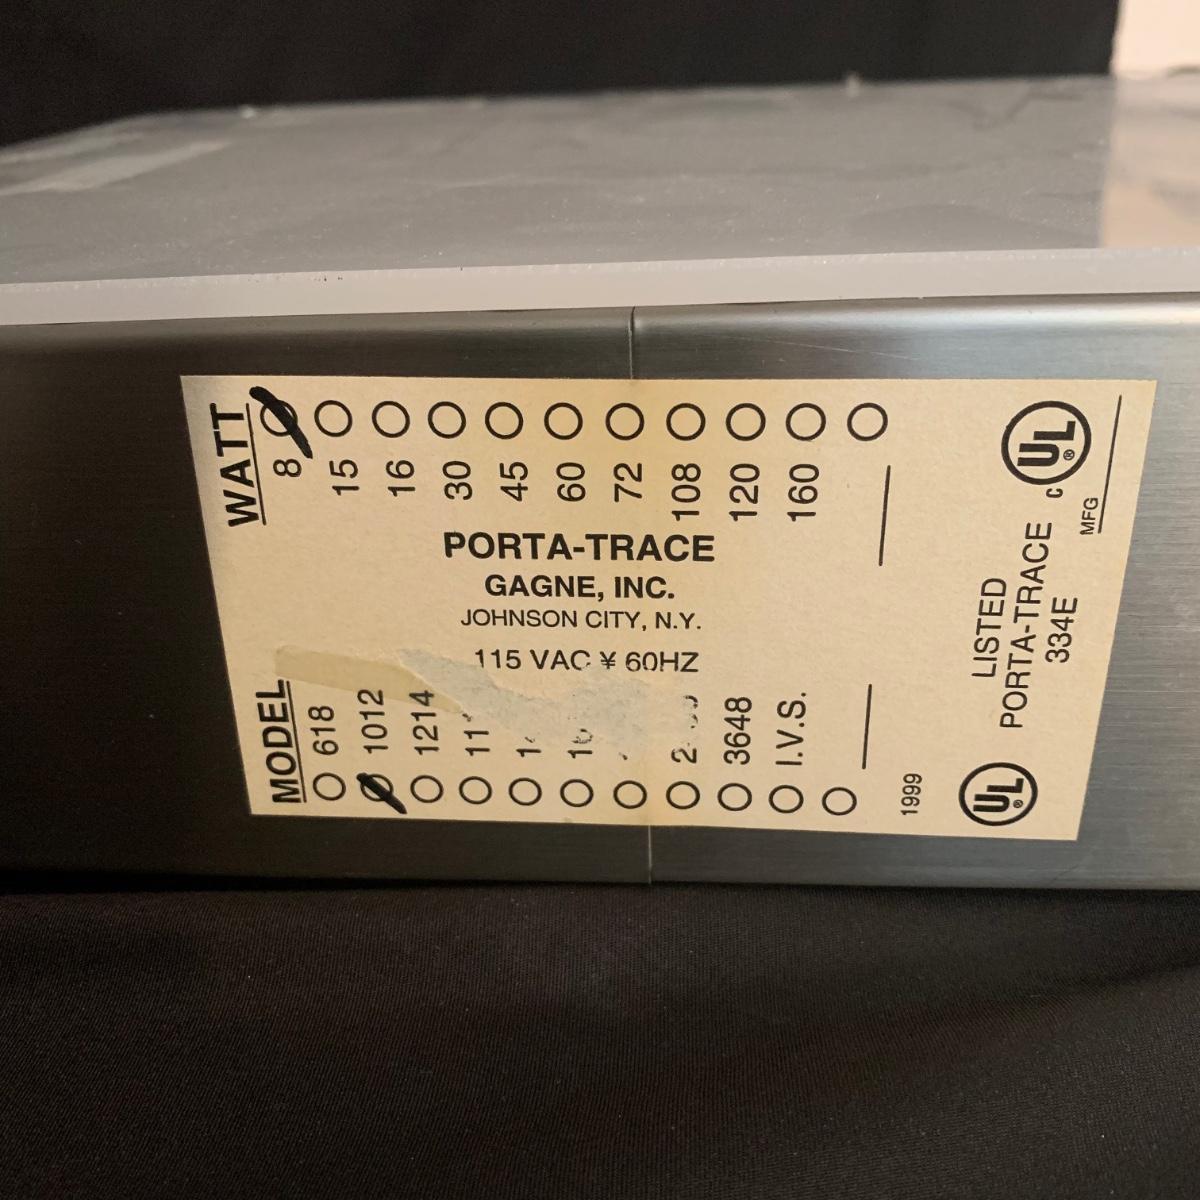 WATT
8
15
16
30
45
60
72
108
120
160
PORTA-TRACE
GAGNE, INC.
JOHNSON CITY, N.Y.
115 VAC ¥ 60HZ
MODEL
618
1012
1214
3648
I.V.S.
1999
UL ®
LISTED
PORTA-TRACE
334E
C UL ®
MFG